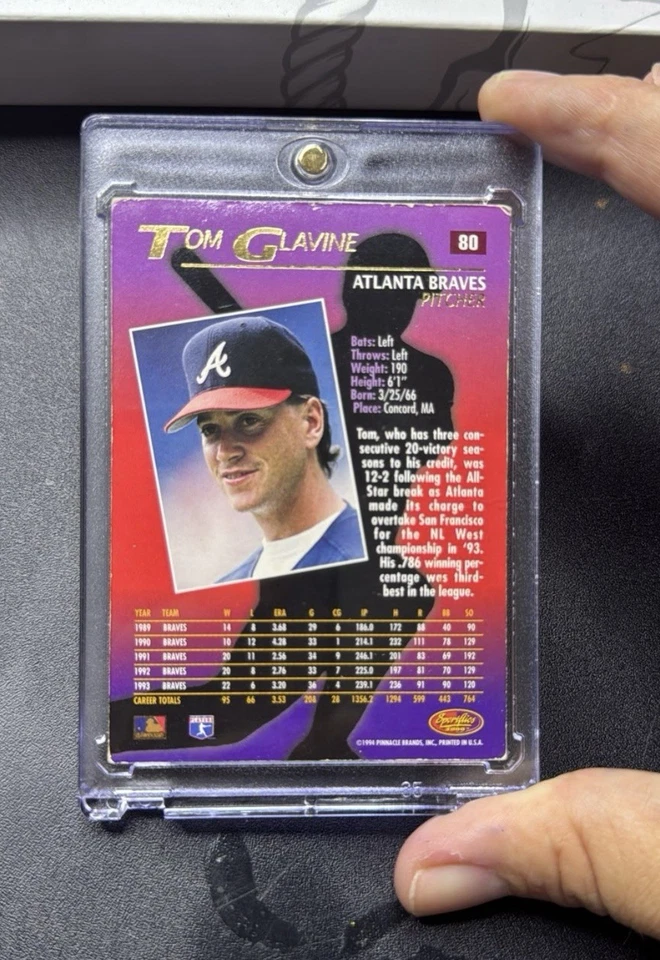 TOM GLAVINE
80
ATLANTA BRAVES
PITCHER
A
Bats: Left
Throws: Left
Weight: 190
Height: 6'1"
Born: 3/25/66
Place: Concord, MA
Tom, who has three con-
secutive 20-victory sea-
sons to his credit, was
12-2 following the All-
Star break as Atlanta
made its charge to
overtake San Francisco
for the NL West
championship in '93.
His .786 winning per-
centage was third-
best in the league.
YEAR TEAM W L ERA G CG IP H R BB SO
1989 BRAVES 14 8 3.68 29 6 186.0 172 88 40 90
1990 BRAVES 10 12 4.28 33 1 214.1 232 111 78 129
1991 BRAVES 20 11 2.56 34 9 246.1 201 83 69 192
1992 BRAVES 20 8 2.76 33 7 225.0 197 81 70 129
1993 BRAVES 22 6 3.20 36 4 239.1 236 91 90 120
CAREER TOTALS 95 66 3.53 204 28 1356.2 1294 599 443 764
Sportflics
©1994 PINNACLE BRANDS, INC., PRINTED IN U.S.A.
35